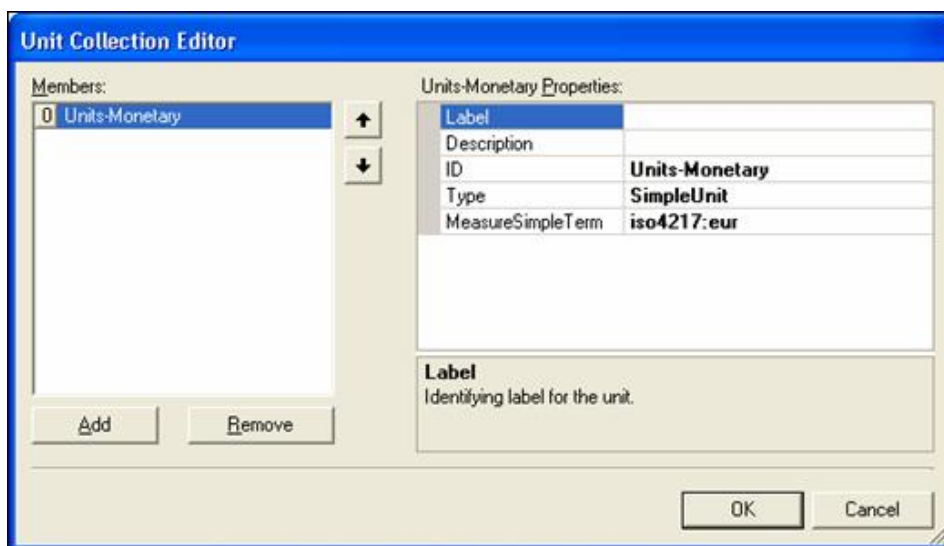 Unit Collection Editor
Members:
0 Units-Monetary
Units-Monetary Properties:
Label
Description
ID Units-Monetary
Type SimpleUnit
MeasureSimpleTerm iso4217:eur
Label
Identifying label for the unit.
Add Remove
OK Cancel